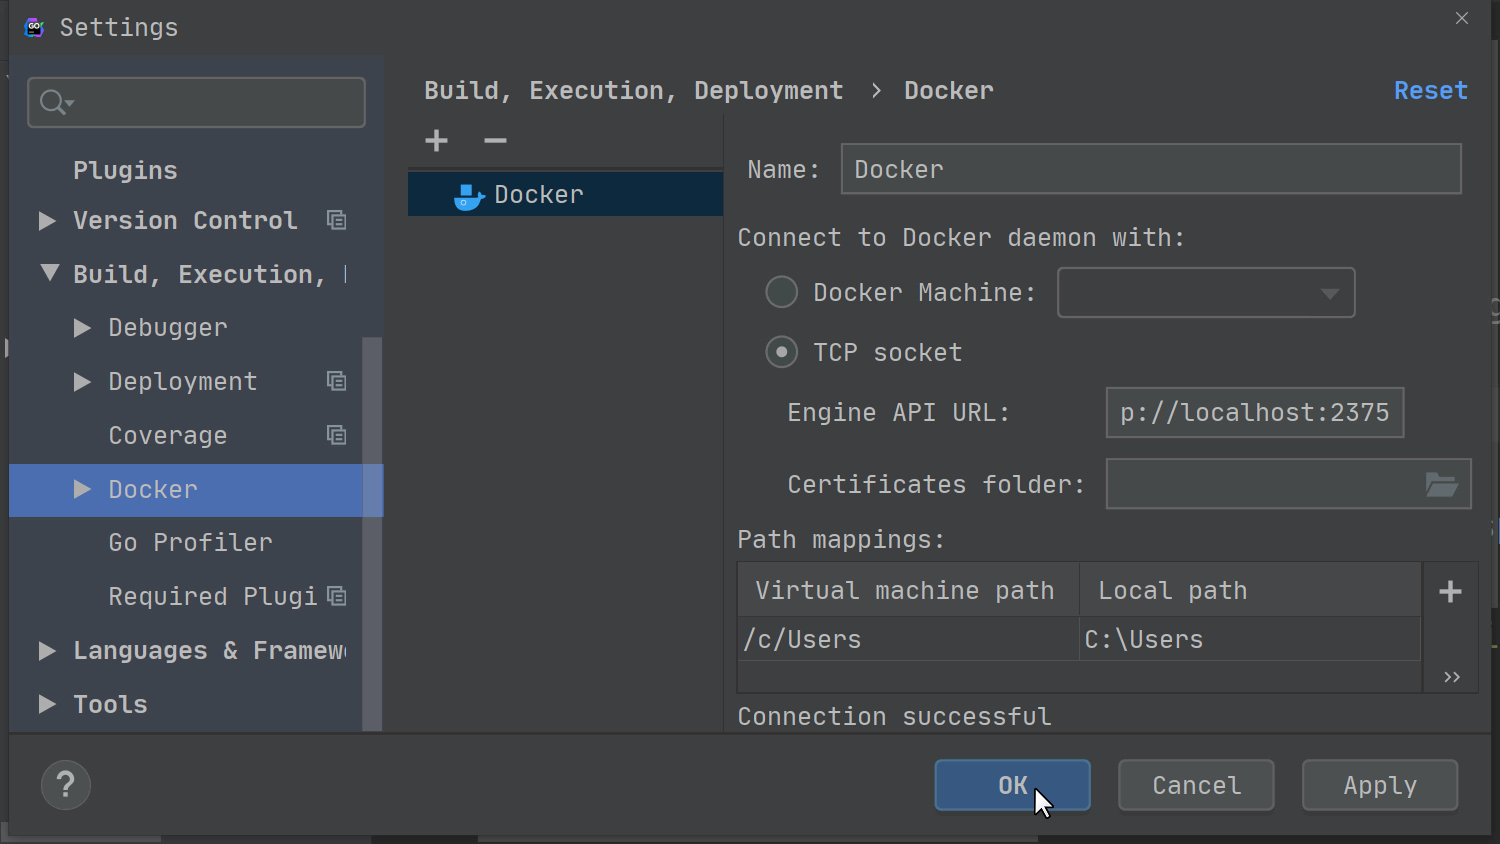 Settings
Build, Execution, Deployment › Docker
Reset
Plugins
Version Control
Build, Execution,
Debugger
Deployment
Coverage
Docker
Go Profiler
Required Plugi
Languages & Framew
Tools
Docker
Name: Docker
Connect to Docker daemon with:
Docker Machine:
TCP socket
Engine API URL: p://localhost:2375
Certificates folder:
Path mappings:
Virtual machine path Local path
/c/Users C:\Users
Connection successful
? OK Cancel Apply